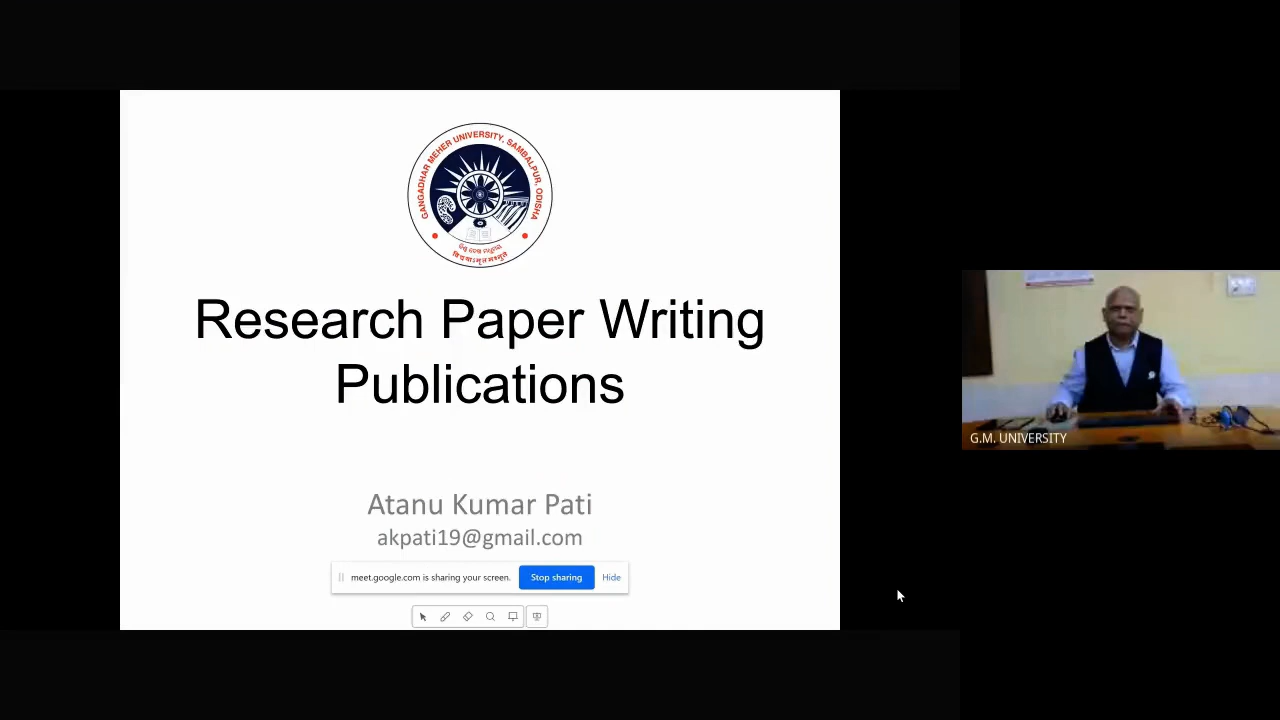 GANGADHAR MEHER UNIVERSITY, SAMBALPUR, ODISHA
Research Paper Writing
Publications
Atanu Kumar Pati
akpati19@gmail.com
meet.google.com is sharing your screen. Stop sharing Hide
G.M. UNIVERSITY